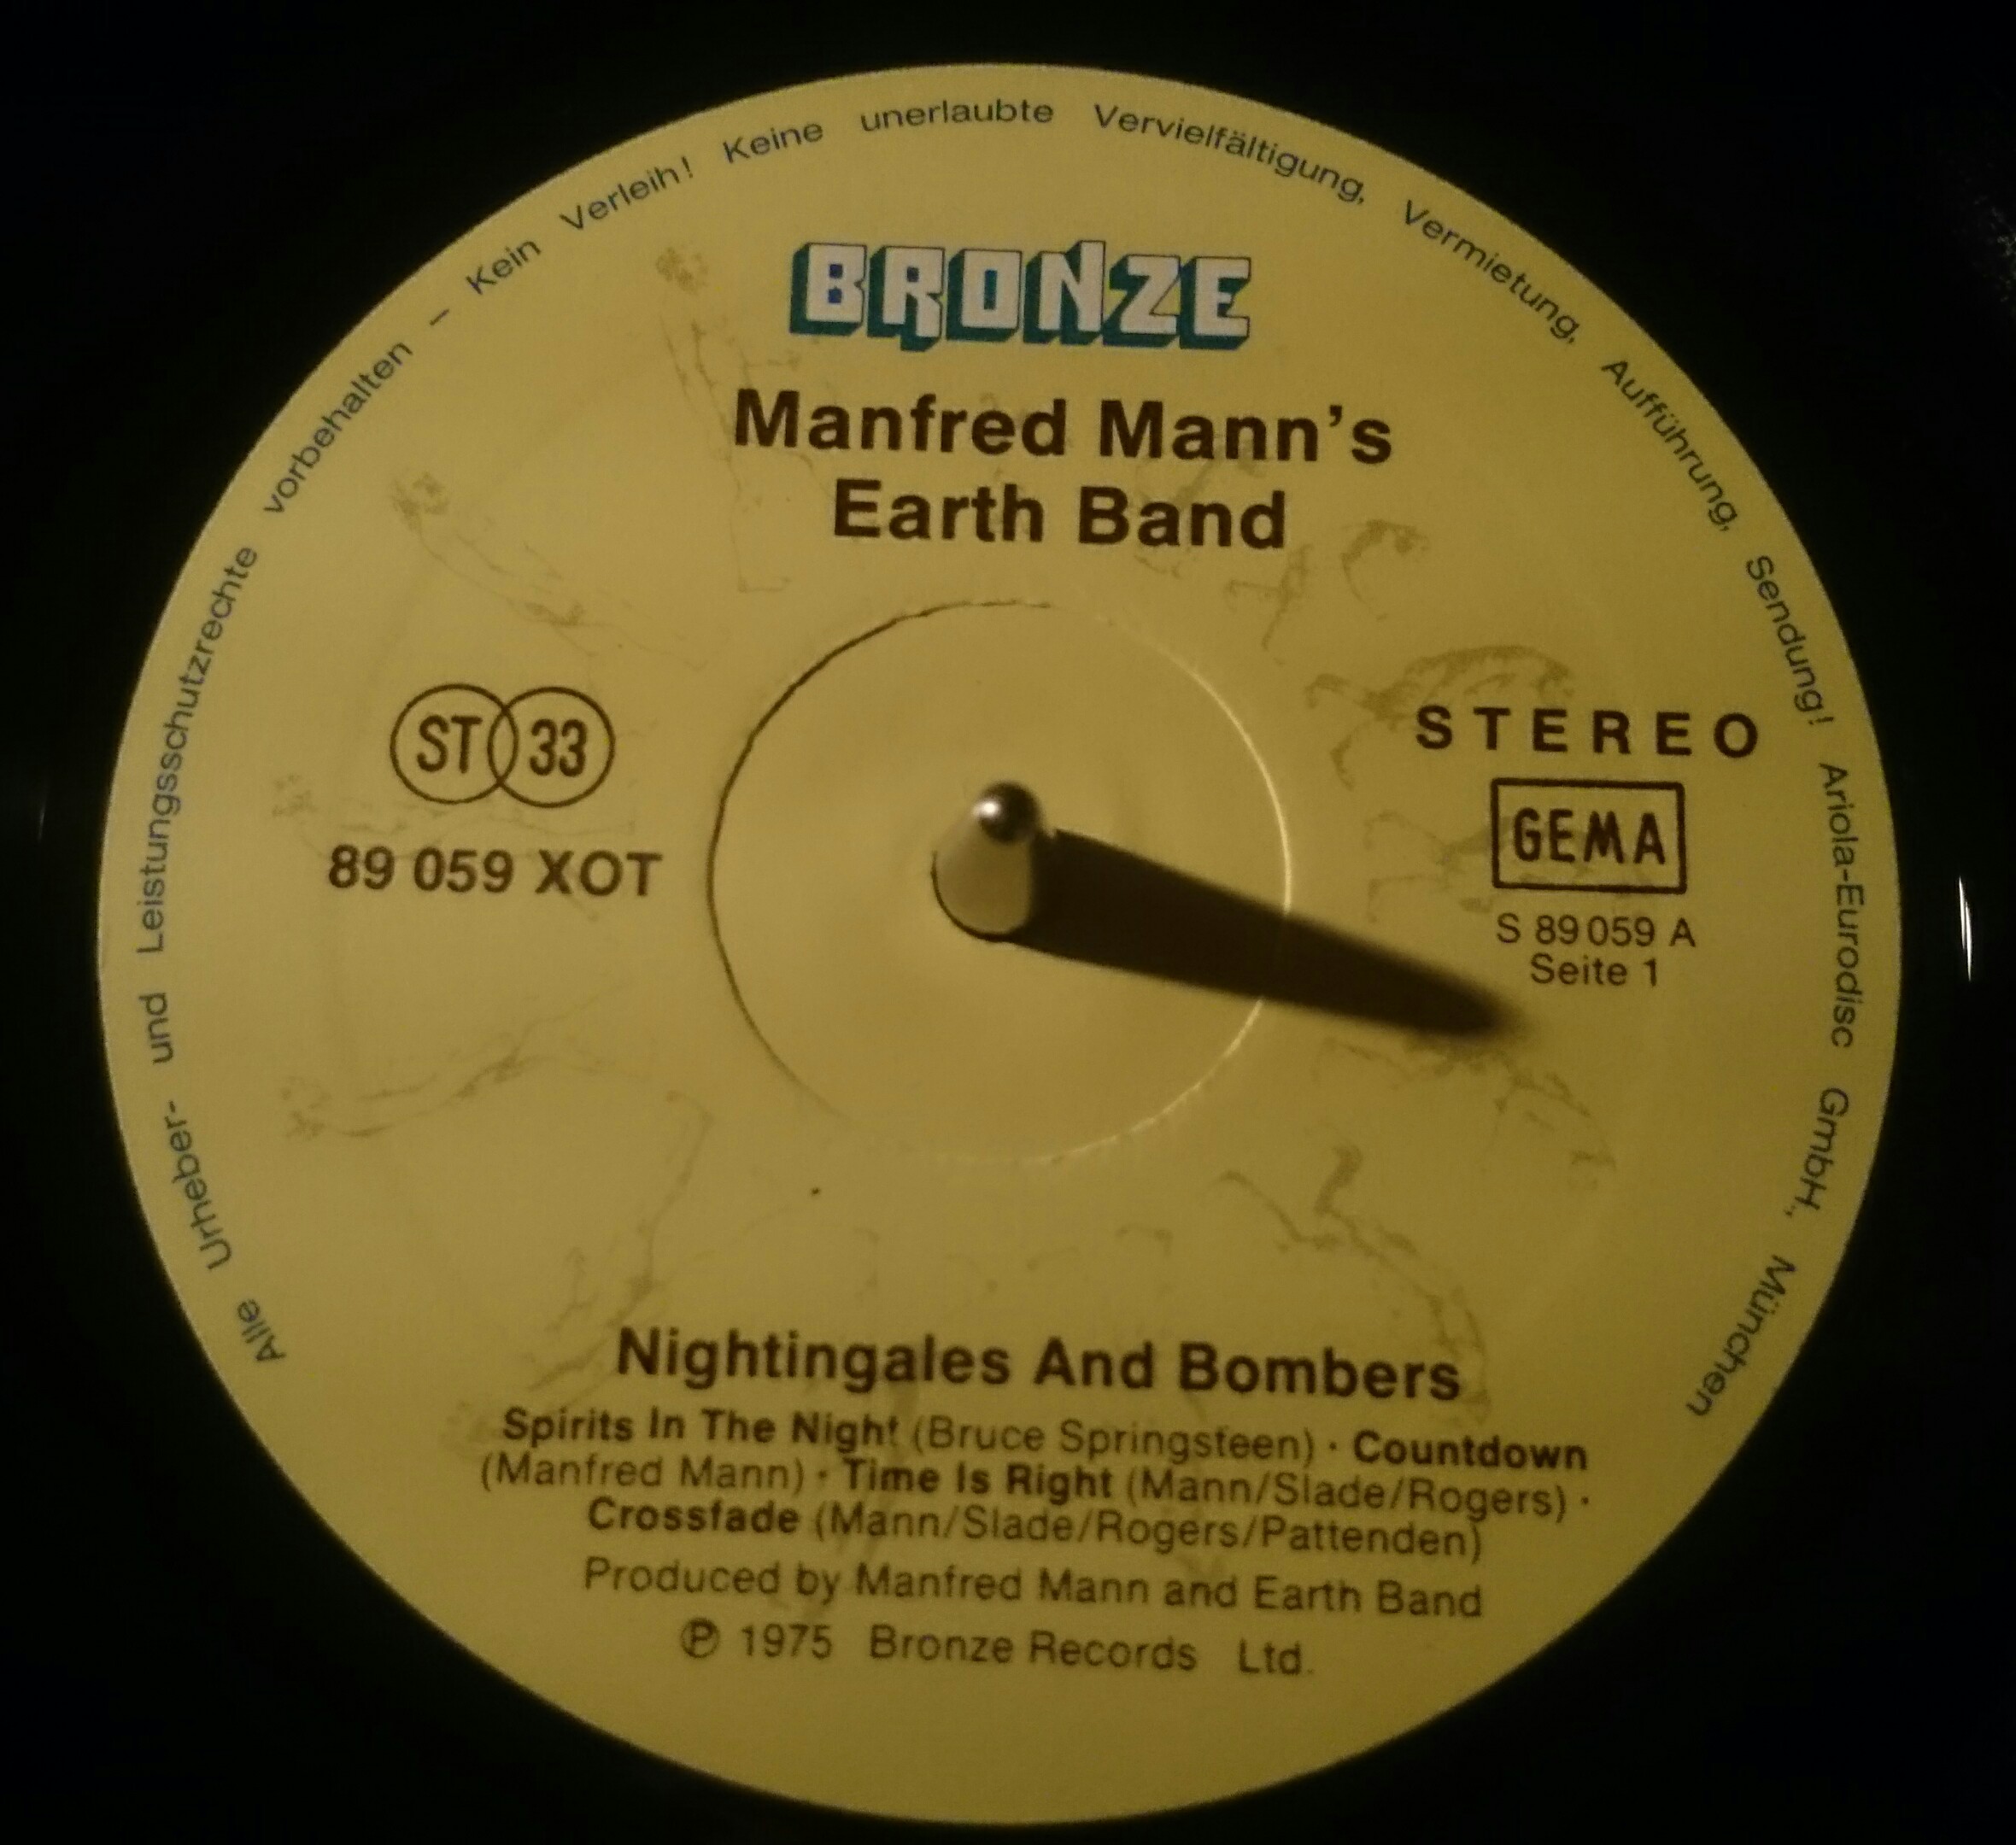 Alle Urheber- und Leistungsschutzrechte vorbehalten – Kein Verleih! Keine unerlaubte Vervielfältigung, Vermietung, Aufführung, Sendung! Ariola-Eurodisc GmbH., München
BRONZE
Manfred Mann's
Earth Band
ST 33
89 059 XOT
STEREO
GEMA
S 89 059 A
Seite 1
Nightingales And Bombers
Spirits In The Night (Bruce Springsteen) · Countdown
(Manfred Mann) · Time Is Right (Mann/Slade/Rogers) ·
Crossfade (Mann/Slade/Rogers/Pattenden)
Produced by Manfred Mann and Earth Band
Ⓟ 1975 Bronze Records Ltd.